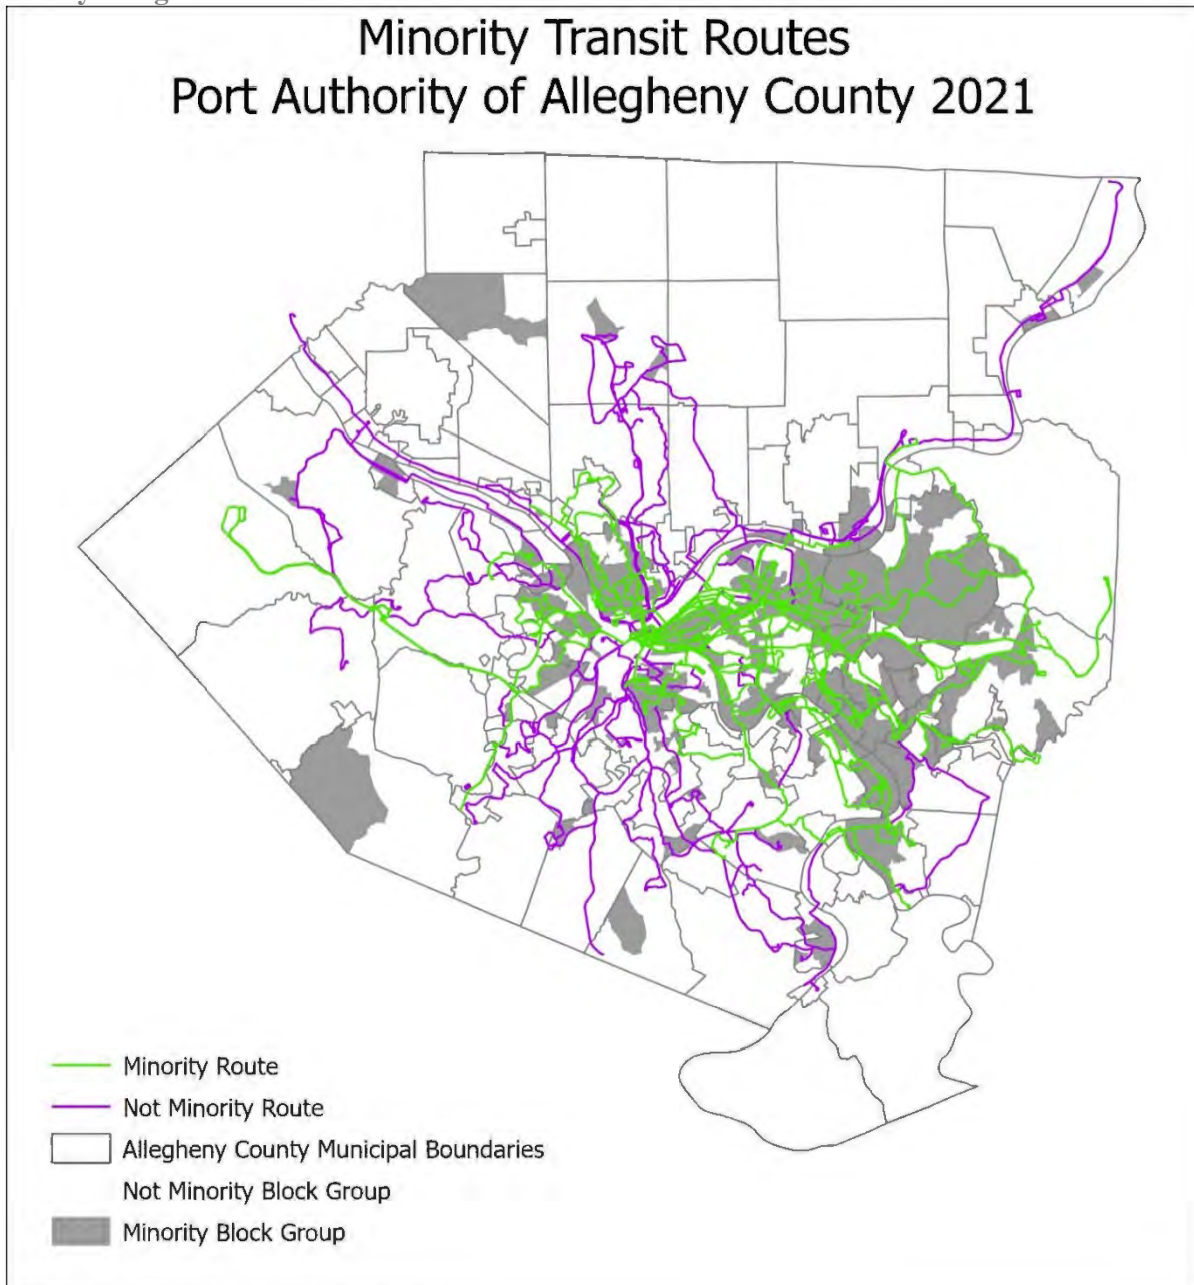 Minority Transit Routes
Port Authority of Allegheny County 2021
Minority Route
Not Minority Route
Allegheny County Municipal Boundaries
Not Minority Block Group
Minority Block Group